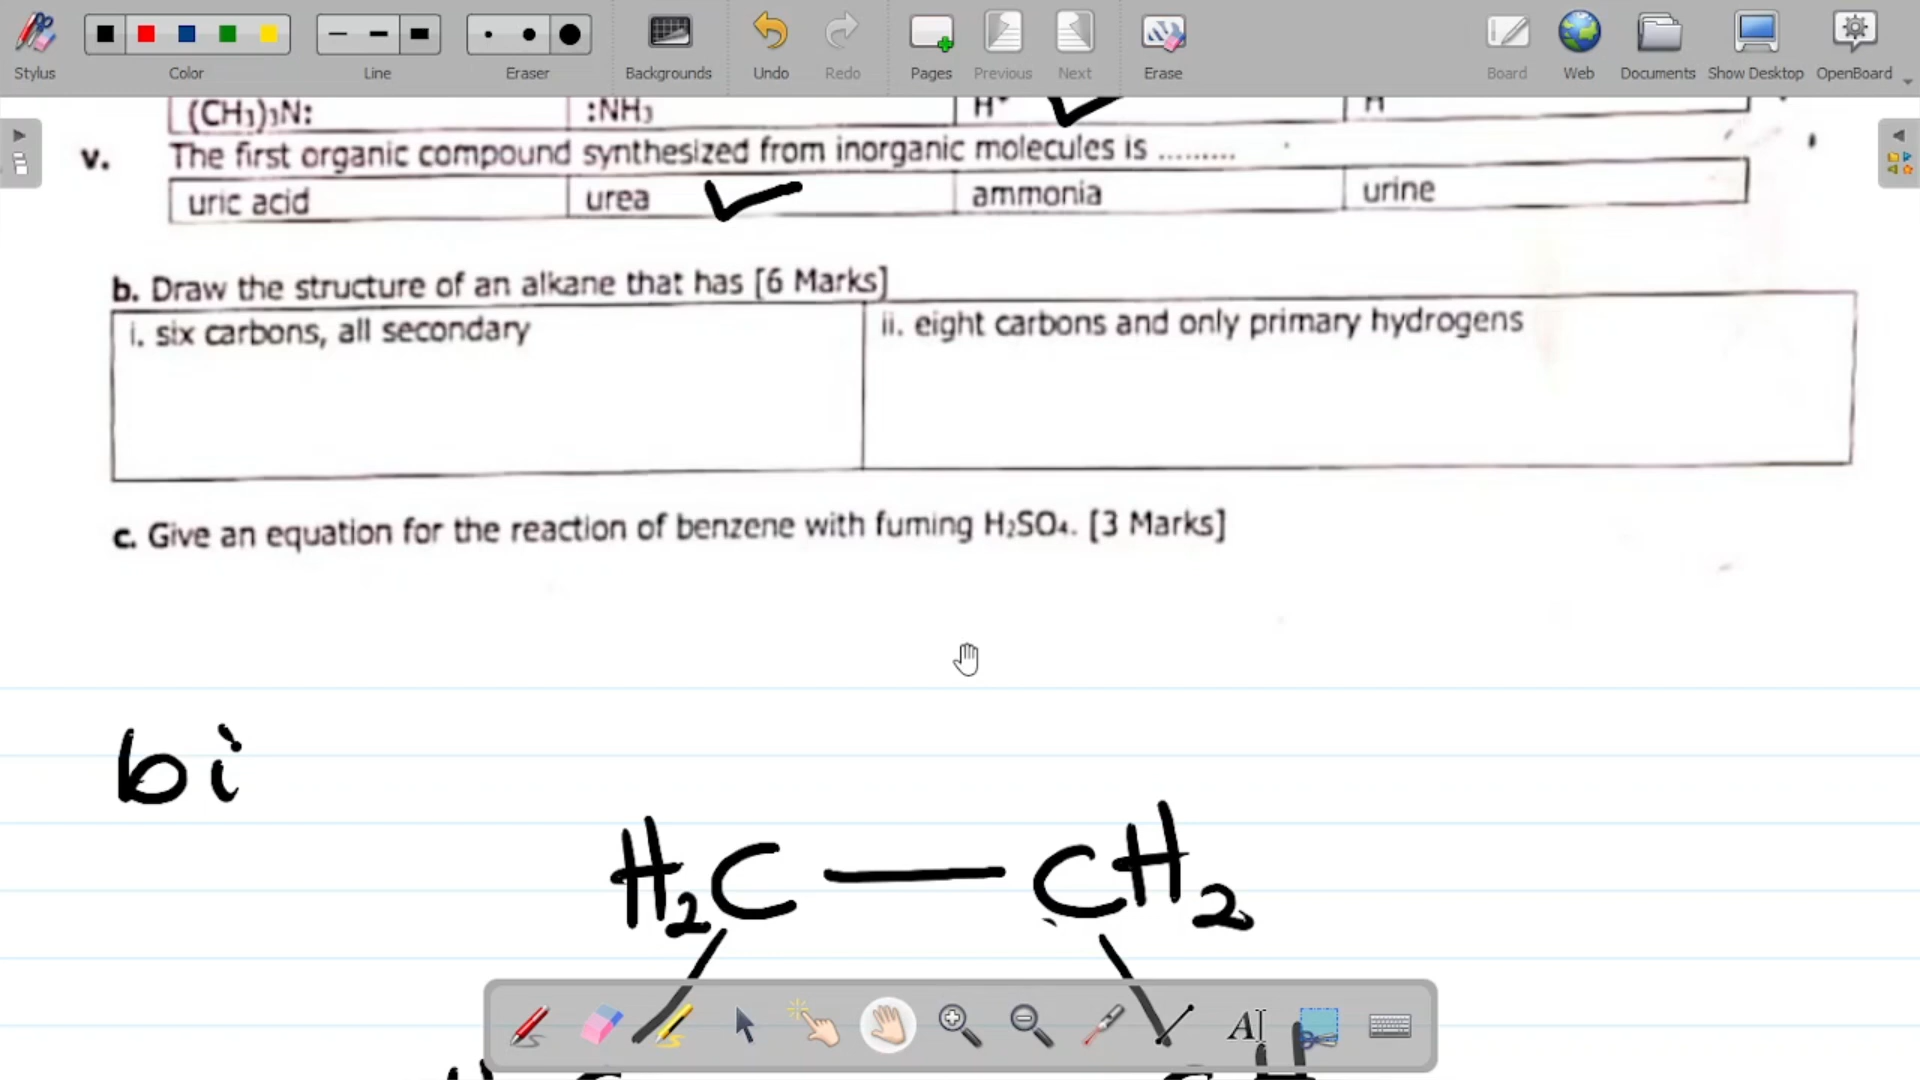 Stylus Color Line Eraser Backgrounds Undo Redo Pages Previous Next Erase Board Web Documents Show Desktop OpenBoard
(CH₃)₃N: :NH₃ H⁺ H
v. The first organic compound synthesized from inorganic molecules is .........
uric acid urea ammonia urine
b. Draw the structure of an alkane that has [6 Marks]
i. six carbons, all secondary ii. eight carbons and only primary hydrogens
c. Give an equation for the reaction of benzene with fuming H₂SO₄. [3 Marks]
bi
H₂C — CH₂